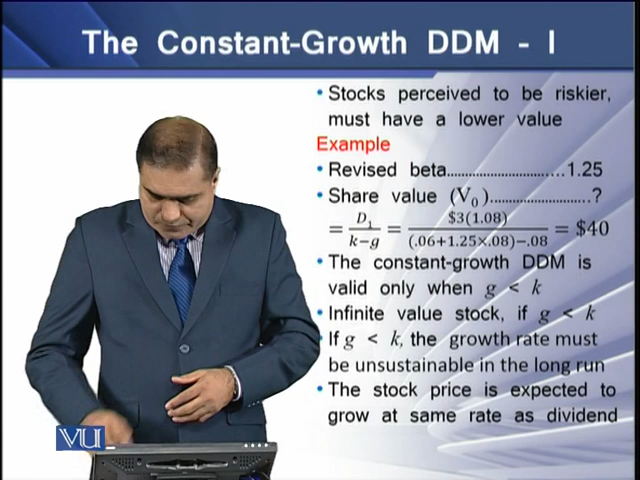 The Constant-Growth DDM - I
• Stocks perceived to be riskier,
must have a lower value
Example
• Revised beta...............................1.25
• Share value (V₀)..........................?
= D₁/k−g = $3(1.08)/(.06+1.25×.08)−.08 = $40
• The constant-growth DDM is
valid only when g < k
• Infinite value stock, if g < k
• If g < k, the growth rate must
be unsustainable in the long run
• The stock price is expected to
grow at same rate as dividend
VU